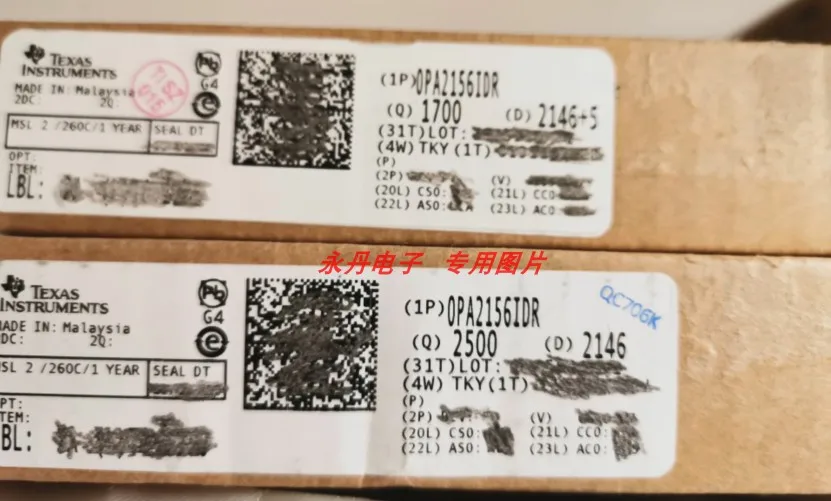 TEXAS
INSTRUMENTS
MADE IN: Malaysia
2DC: 2Q:
G4
TI SZ
MSL 2 /260C/1 YEAR SEAL DT
OPT:
ITEM:
LBL:
(1P) OPA2156IDR
(Q) 1700 (D) 2146+5
(31T)LOT:
(4W) TKY (1T)
(P)
(2P) (V)
(20L) CSO: (21L) CCO:
(22L) ASO: (23L) ACO:
永丹电子 专用图片
TEXAS
INSTRUMENTS
MADE IN: Malaysia
2DC: 2Q:
G4
MSL 2 /260C/1 YEAR SEAL DT
OPT:
ITEM:
LBL:
(1P) OPA2156IDR
QC706K
(Q) 2500 (D) 2146
(31T)LOT:
(4W) TKY(1T)
(P)
(2P) (V)
(20L) CSO: (21L) CCO:
(22L) ASO: (23L) ACO: